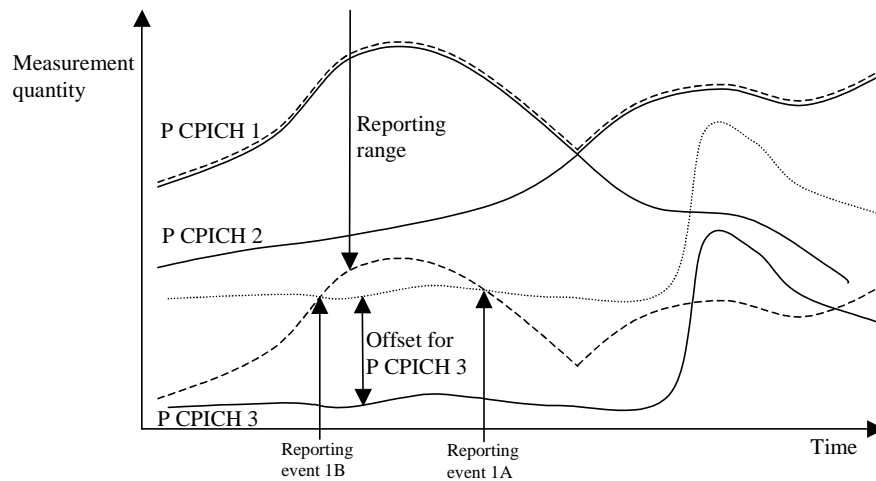 Measurement
quantity
P CPICH 1
Reporting
range
P CPICH 2
Offset for
P CPICH 3
P CPICH 3
Time
Reporting
event 1B
Reporting
event 1A